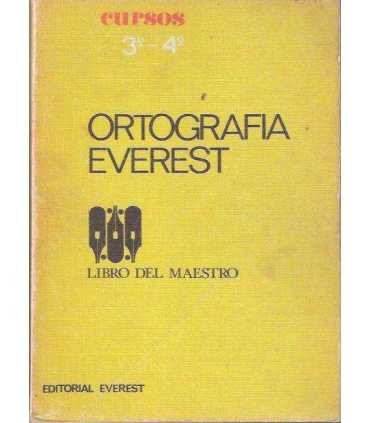 cursos
3º-4º
ORTOGRAFIA
EVEREST
LIBRO DEL MAESTRO
EDITORIAL EVEREST